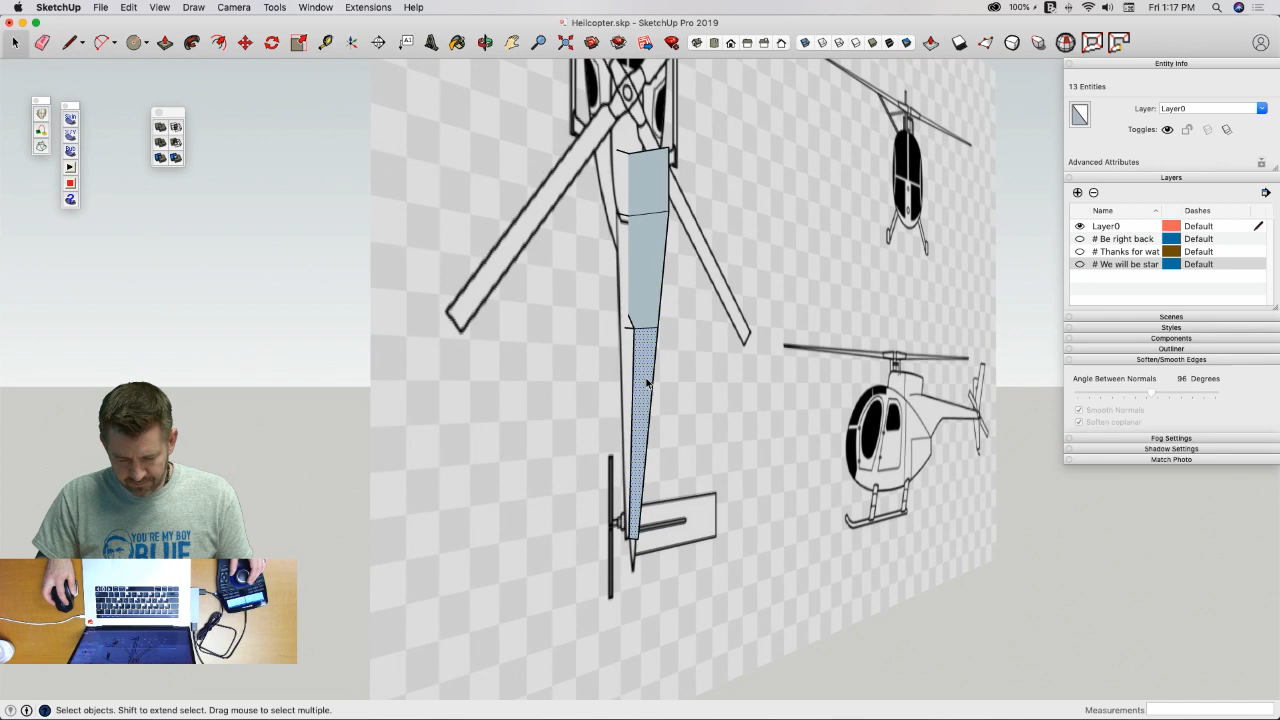 SketchUp File Edit View Camera Draw Tools Window Extensions Help
100% Fri 1:17 PM
Helicopter.skp - SketchUp Pro 2019
Entity Info
13 Entities
Layer: Layer0
Toggles:
Advanced Attributes
Layers
Name Dashes
Layer0 Default
# Be right back Default
# Thanks for wat Default
# We will be star Default
Scenes
Styles
Components
Outliner
Soften/Smooth Edges
Angle Between Normals 96 Degrees
Smooth Normals
Soften coplanar
Fog Settings
Shadow Settings
Match Photo
YOU'RE MY BOY
BLUE
Select objects. Shift to extend select. Drag mouse to select multiple.
Measurements